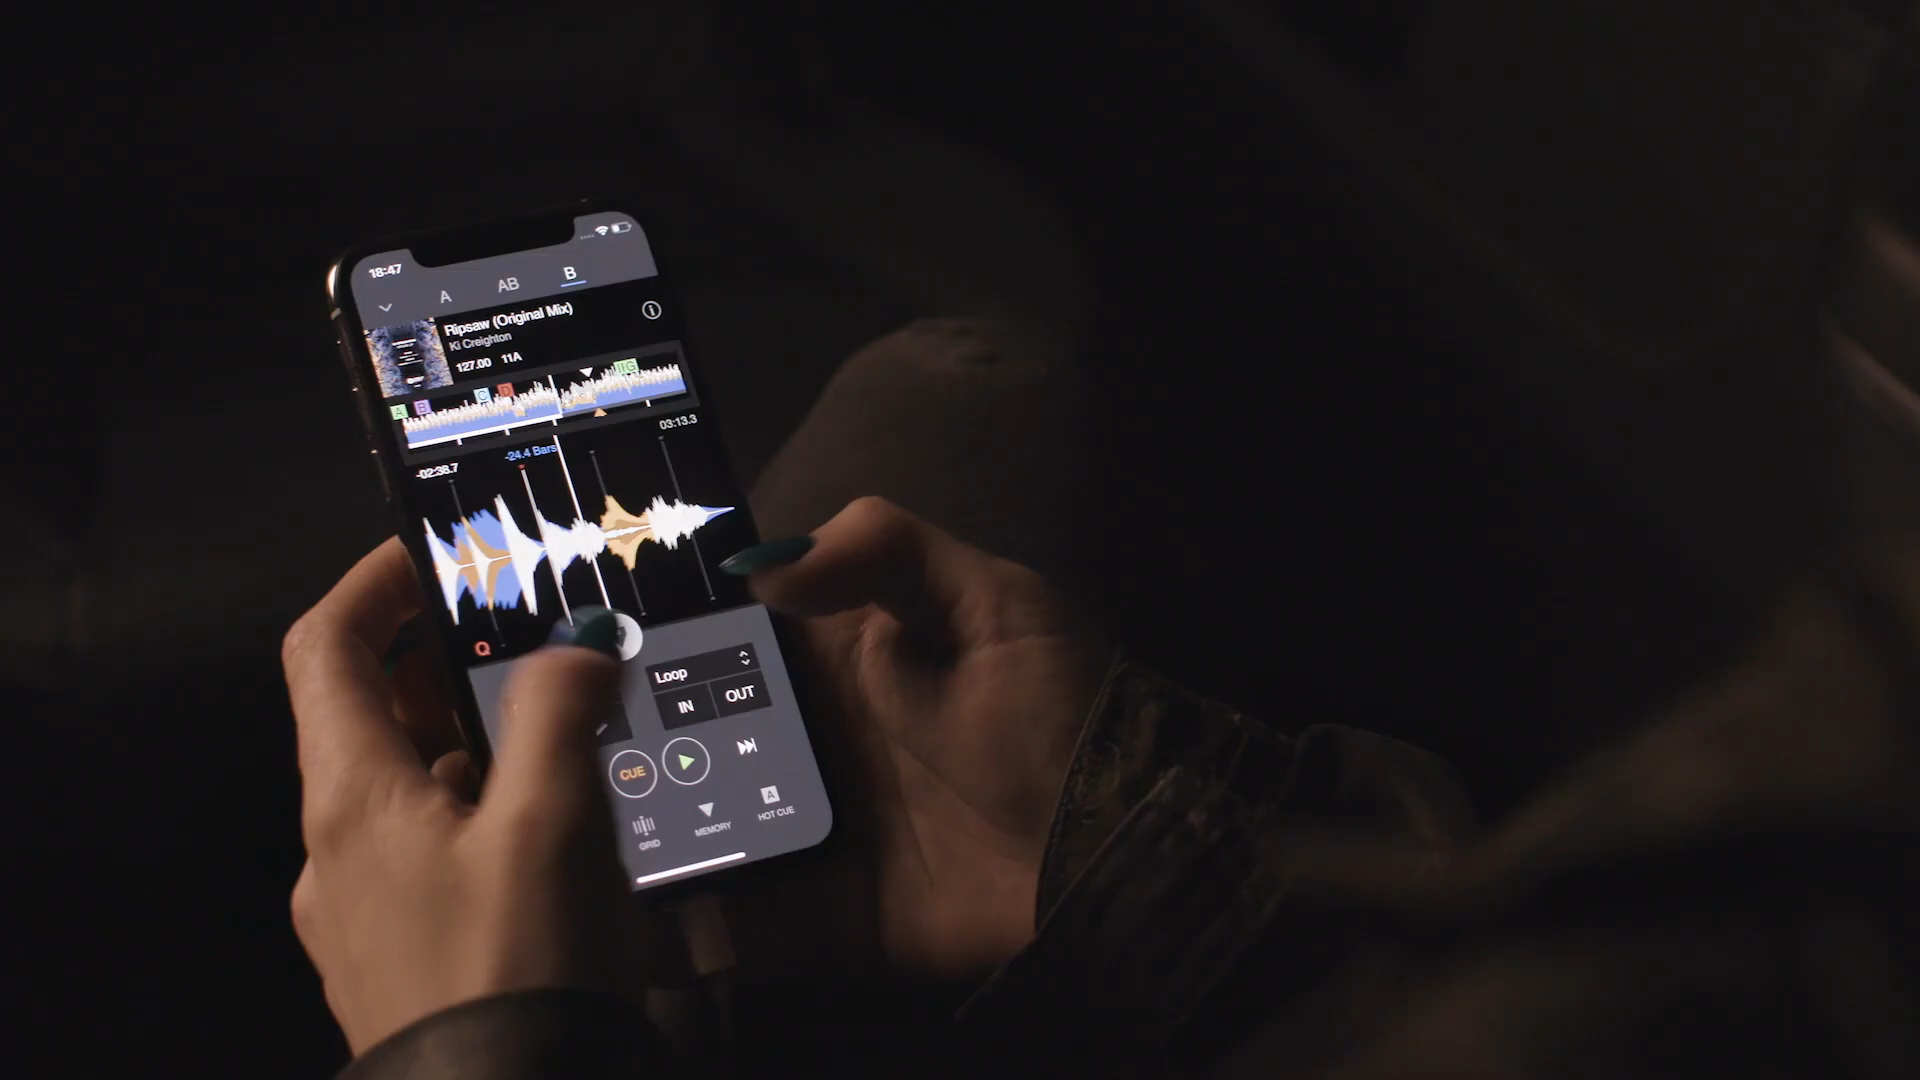 18:47
A AB B
Ripsaw (Original Mix)
Ki Creighton
127.00 11A
A B C D G
03:13.3
-24.4 Bars
-02:38.7
Q
Loop
IN OUT
CUE
A
GRID MEMORY HOT CUE